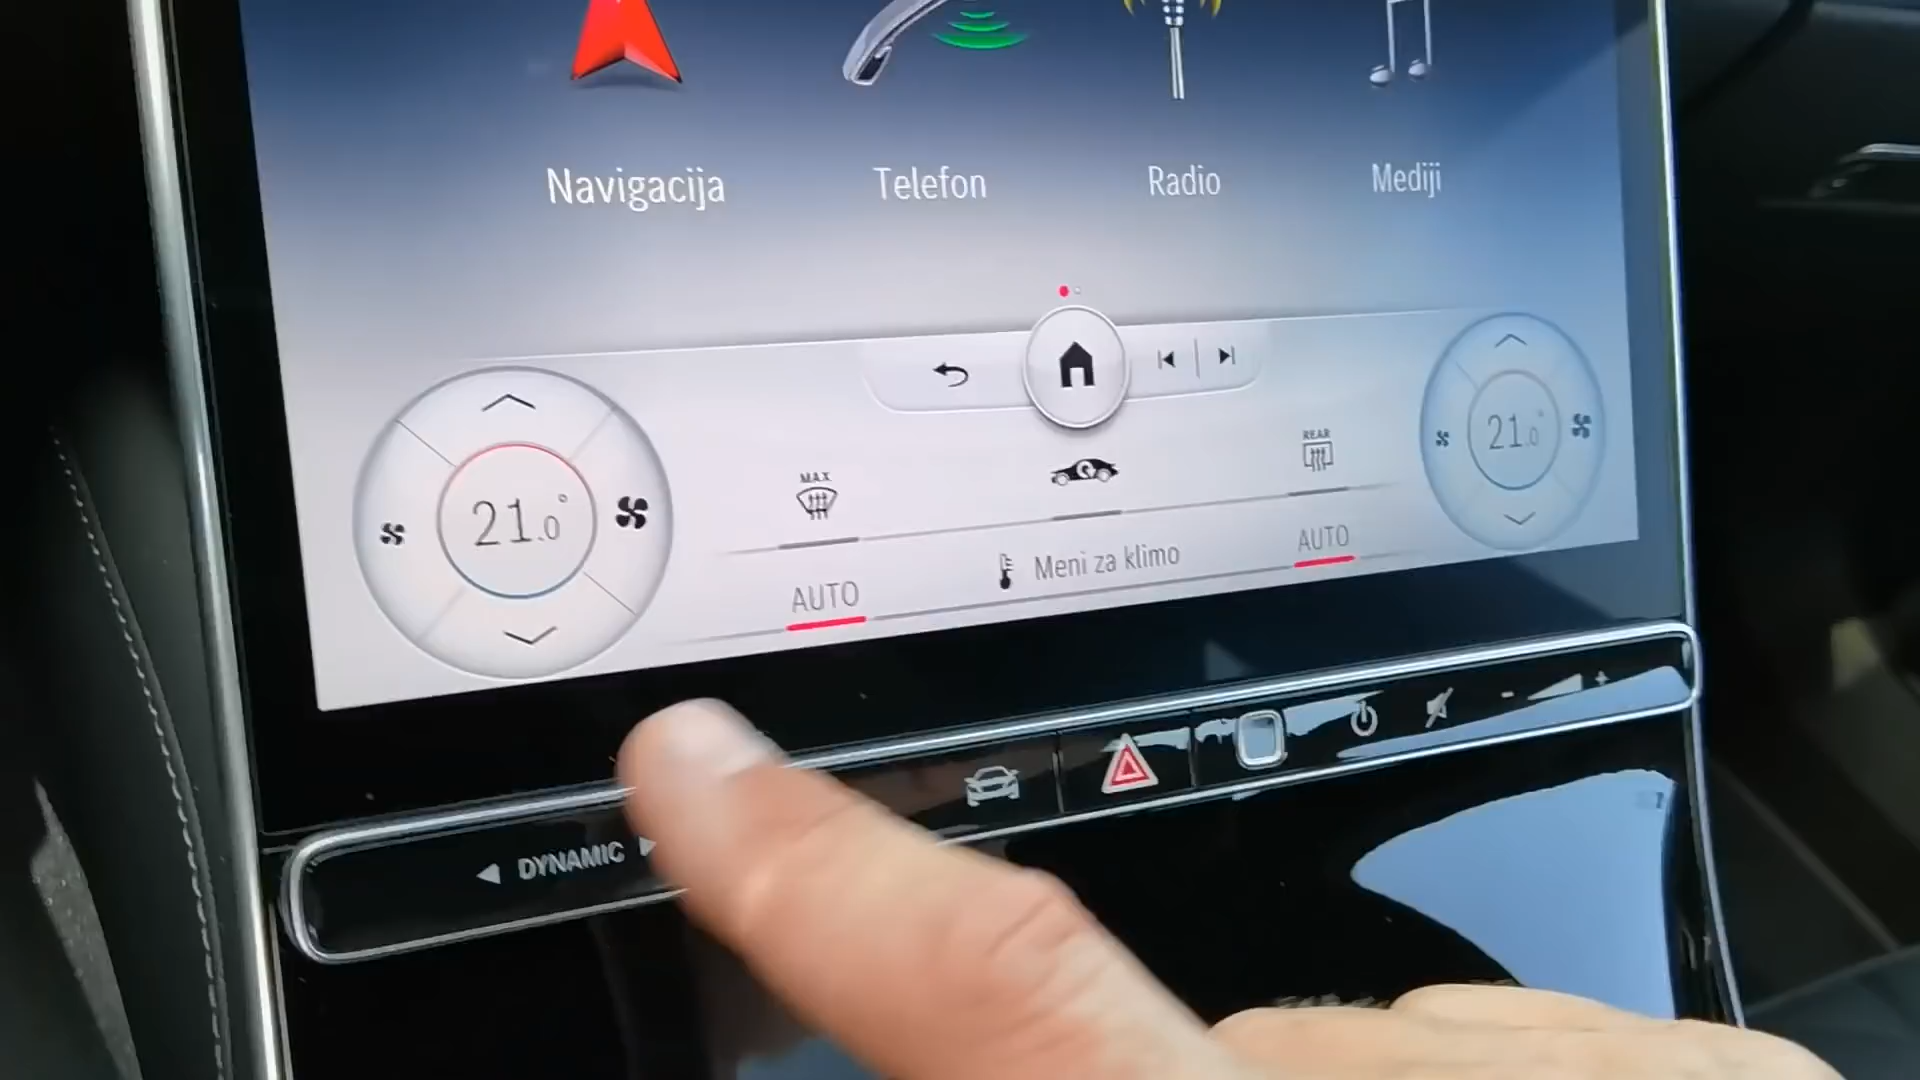 Navigacija
Telefon
Radio
Mediji
21.0°
MAX
REAR
21.0°
AUTO
Meni za klimo
AUTO
DYNAMIC